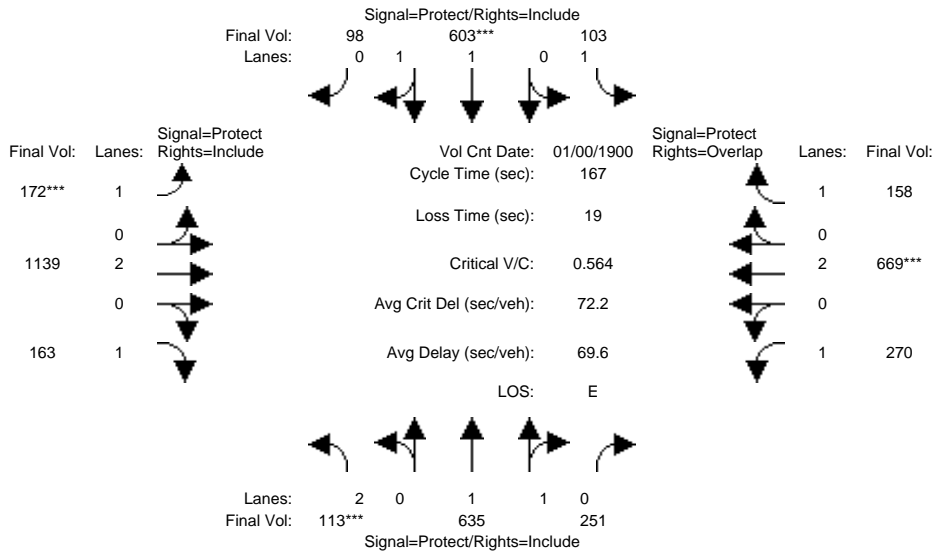 Signal=Protect/Rights=Include
Final Vol: 98 603*** 103
Lanes: 0 1 1 0 1
Signal=Protect Signal=Protect
Final Vol: Lanes: Rights=Include Vol Cnt Date: 01/00/1900 Rights=Overlap Lanes: Final Vol:
Cycle Time (sec): 167
172*** 1 1 158
Loss Time (sec): 19
0 0
1139 2 Critical V/C: 0.564 2 669***
0 Avg Crit Del (sec/veh): 72.2 0
163 1 Avg Delay (sec/veh): 69.6 1 270
LOS: E
Lanes: 2 0 1 1 0
Final Vol: 113*** 635 251
Signal=Protect/Rights=Include